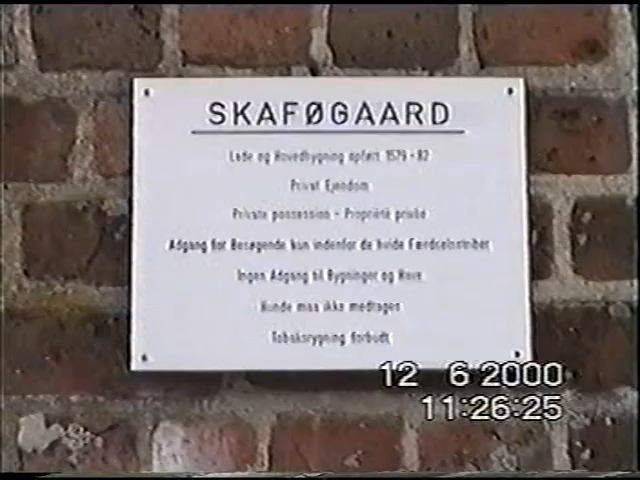 SKAFØGAARD
Lade og Hovedbygning opført 1579 - 82
Privat Ejendom
Private possession - Propriété privée
Adgang for Besøgende kun indenfor de hvide Færdselsstriber
Ingen Adgang til Bygninger og Have
Hunde maa ikke medtages
Tobaksrygning forbudt
12 6 2000
11:26:25